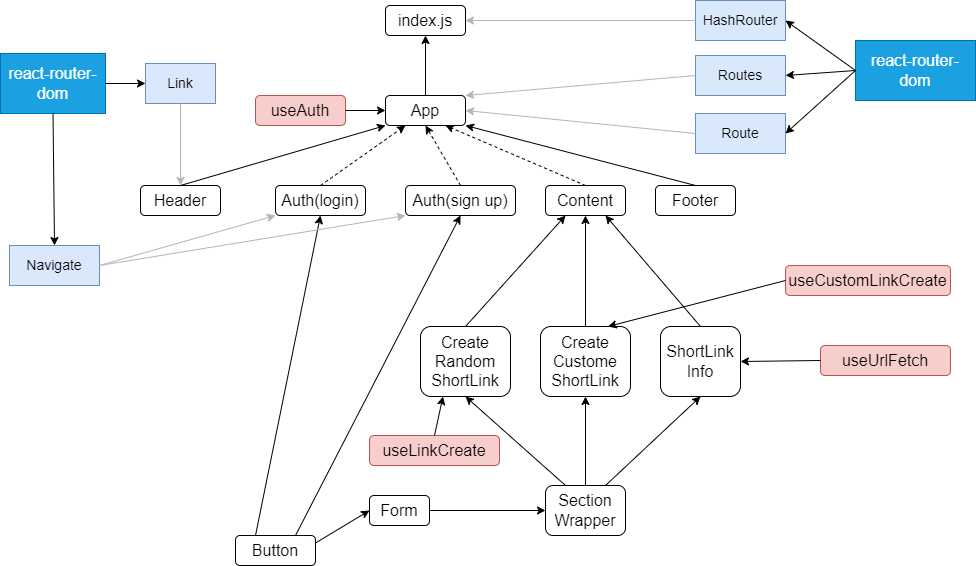 index.js
HashRouter
react-router-
dom
Link
Routes
react-router-
dom
useAuth
App
Route
Header
Auth(login)
Auth(sign up)
Content
Footer
Navigate
useCustomLinkCreate
Create
Random
ShortLink
Create
Custome
ShortLink
ShortLink
Info
useUrlFetch
useLinkCreate
Form
Section
Wrapper
Button